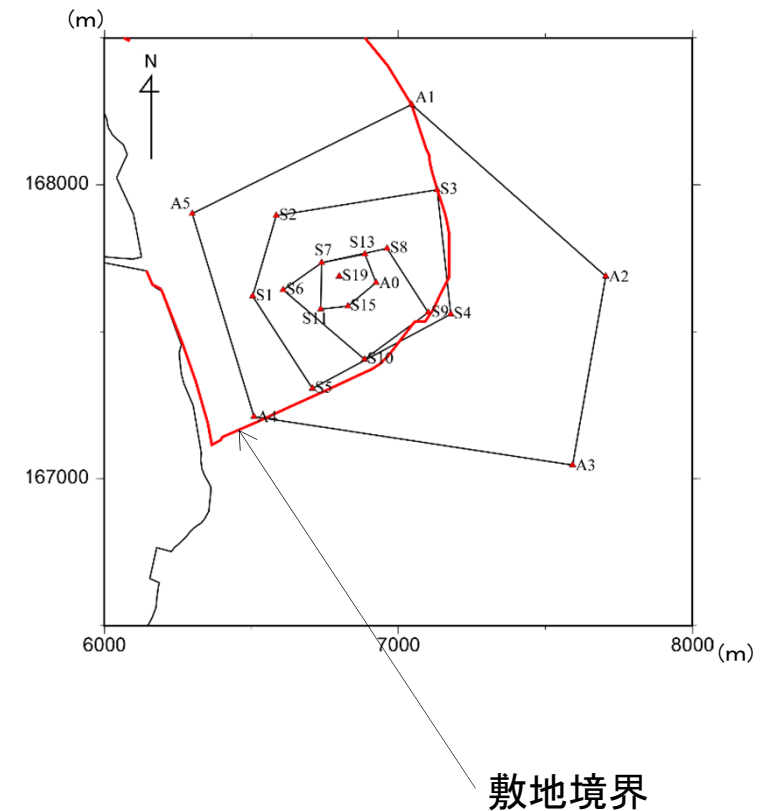 (m)
N
A1
168000
S3
A5
S2
S13
S8
S7
S19
A0
A2
S6
S1
S15
S11
S9
S4
S10
S5
A4
A3
167000
6000
7000
8000
(m)
敷地境界